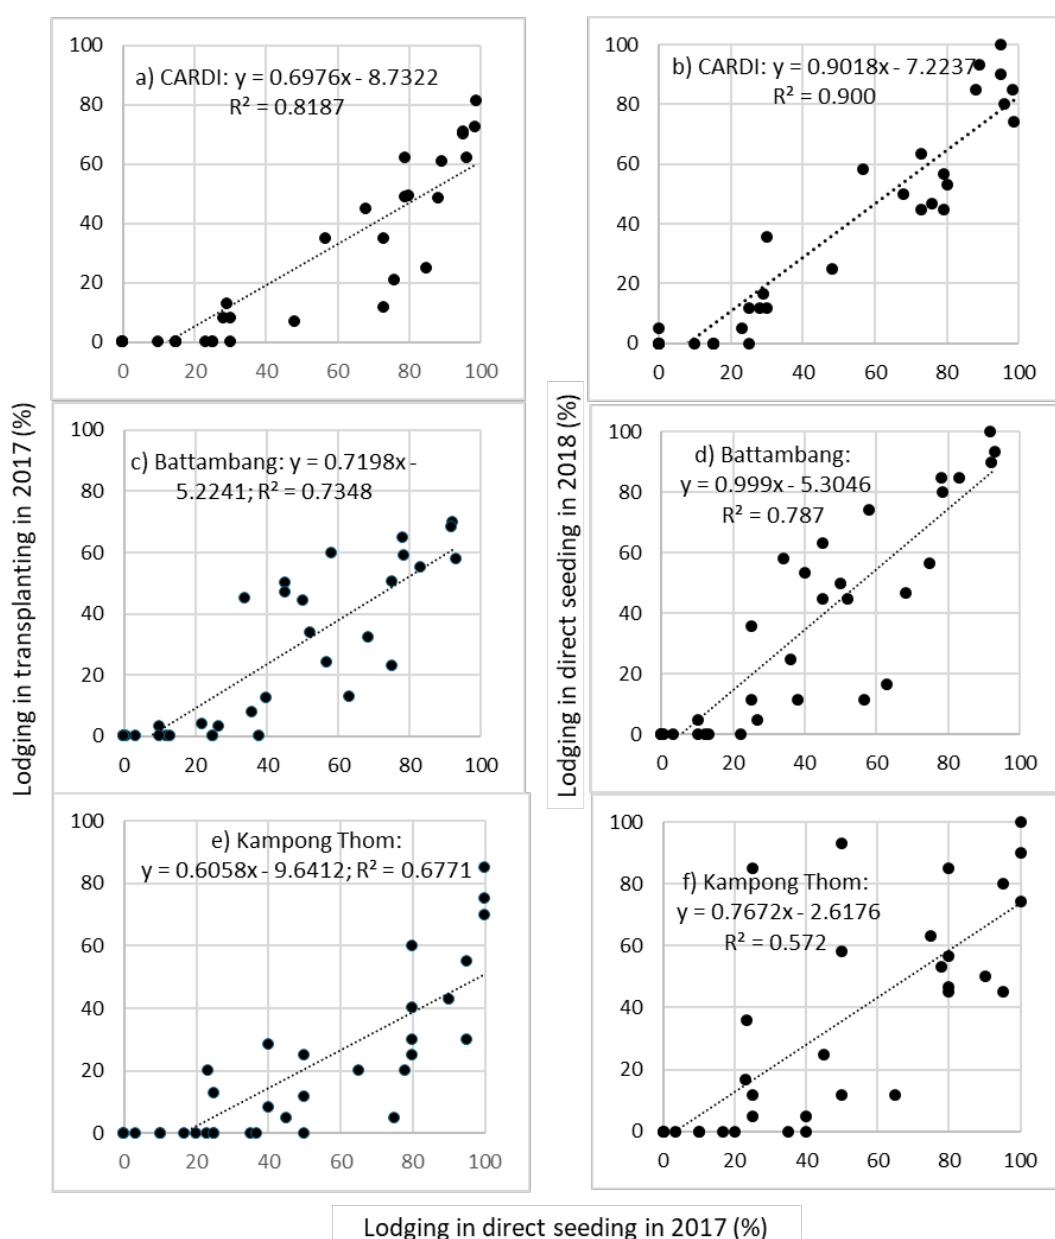 a) CARDI: y = 0.6976x - 8.7322
R² = 0.8187
100
80
60
40
20
0
0 20 40 60 80 100
b) CARDI: y = 0.9018x - 7.2237
R² = 0.900
100
80
60
40
20
0
0 20 40 60 80 100
Lodging in transplanting in 2017 (%)
c) Battambang: y = 0.7198x -
5.2241; R² = 0.7348
100
80
60
40
20
0
0 20 40 60 80 100
Lodging in direct seeding in 2018 (%)
d) Battambang:
y = 0.999x - 5.3046
R² = 0.787
100
80
60
40
20
0
0 20 40 60 80 100
e) Kampong Thom:
y = 0.6058x - 9.6412; R² = 0.6771
100
80
60
40
20
0
0 20 40 60 80 100
f) Kampong Thom:
y = 0.7672x - 2.6176
R² = 0.572
100
80
60
40
20
0
0 20 40 60 80 100
Lodging in direct seeding in 2017 (%)